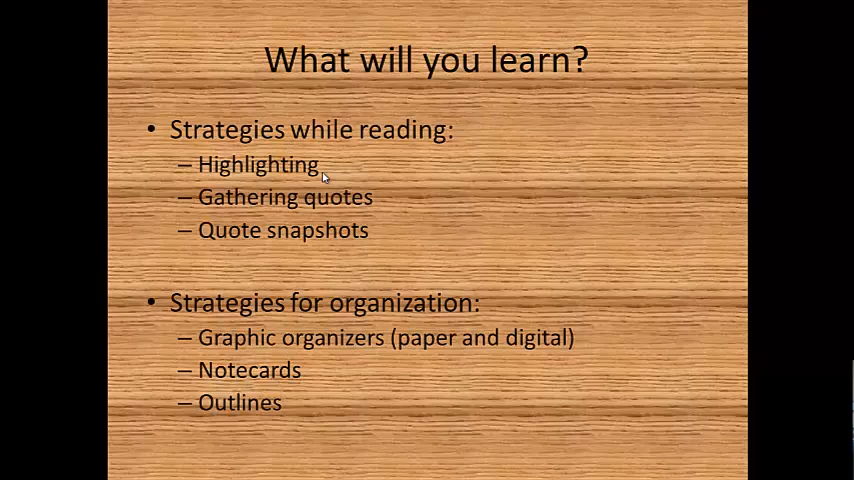 What will you learn?
• Strategies while reading:
– Highlighting
– Gathering quotes
– Quote snapshots
• Strategies for organization:
– Graphic organizers (paper and digital)
– Notecards
– Outlines